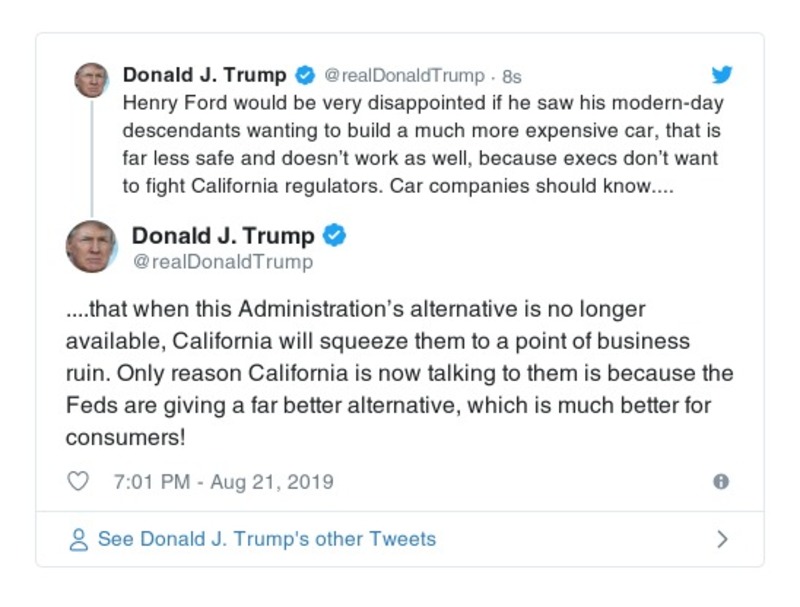 Donald J. Trump @realDonaldTrump · 8s
Henry Ford would be very disappointed if he saw his modern-day
descendants wanting to build a much more expensive car, that is
far less safe and doesn’t work as well, because execs don’t want
to fight California regulators. Car companies should know....
Donald J. Trump
@realDonaldTrump
....that when this Administration’s alternative is no longer
available, California will squeeze them to a point of business
ruin. Only reason California is now talking to them is because the
Feds are giving a far better alternative, which is much better for
consumers!
7:01 PM - Aug 21, 2019
See Donald J. Trump's other Tweets